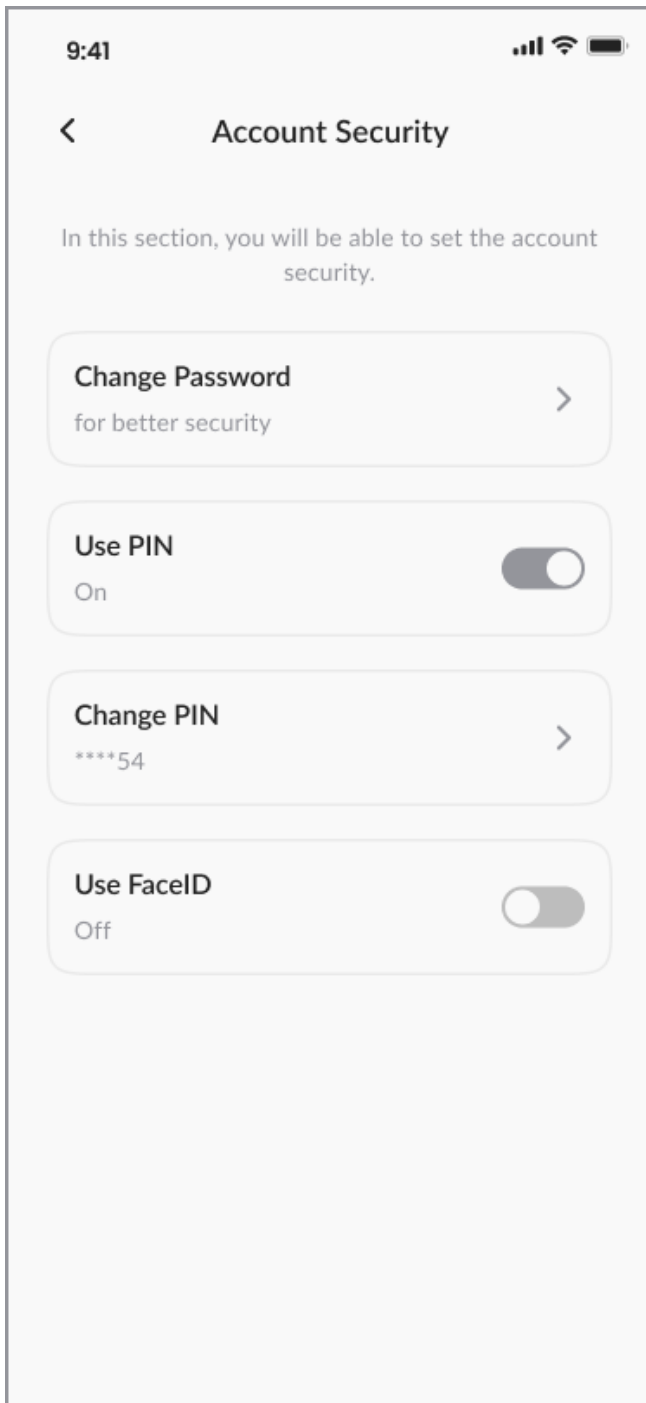 9:41
Account Security
In this section, you will be able to set the account
security.
Change Password
for better security
Use PIN
On
Change PIN
****54
Use FaceID
Off